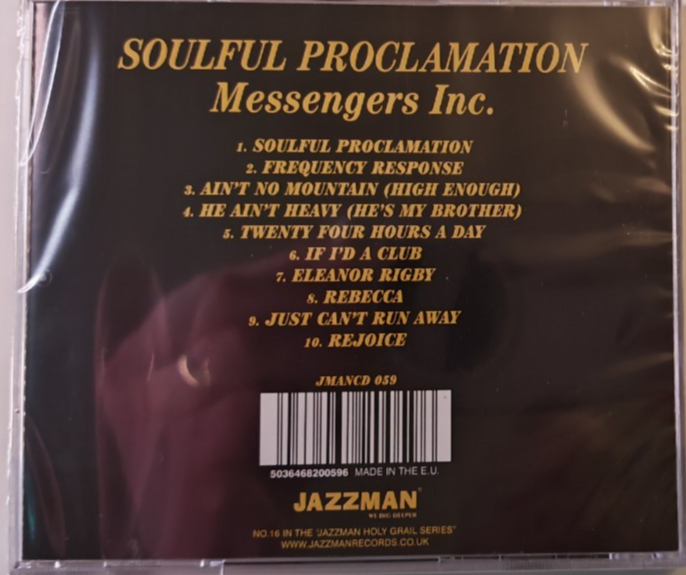 SOULFUL PROCLAMATION
Messengers Inc.
1. SOULFUL PROCLAMATION
2. FREQUENCY RESPONSE
3. AIN'T NO MOUNTAIN (HIGH ENOUGH)
4. HE AIN'T HEAVY (HE'S MY BROTHER)
5. TWENTY FOUR HOURS A DAY
6. IF I'D A CLUB
7. ELEANOR RIGBY
8. REBECCA
9. JUST CAN'T RUN AWAY
10. REJOICE
JMANCD 059
5036468200596 MADE IN THE E.U.
JAZZMAN®
WE DIG DEEPER
NO.16 IN THE 'JAZZMAN HOLY GRAIL SERIES'
WWW.JAZZMANRECORDS.CO.UK